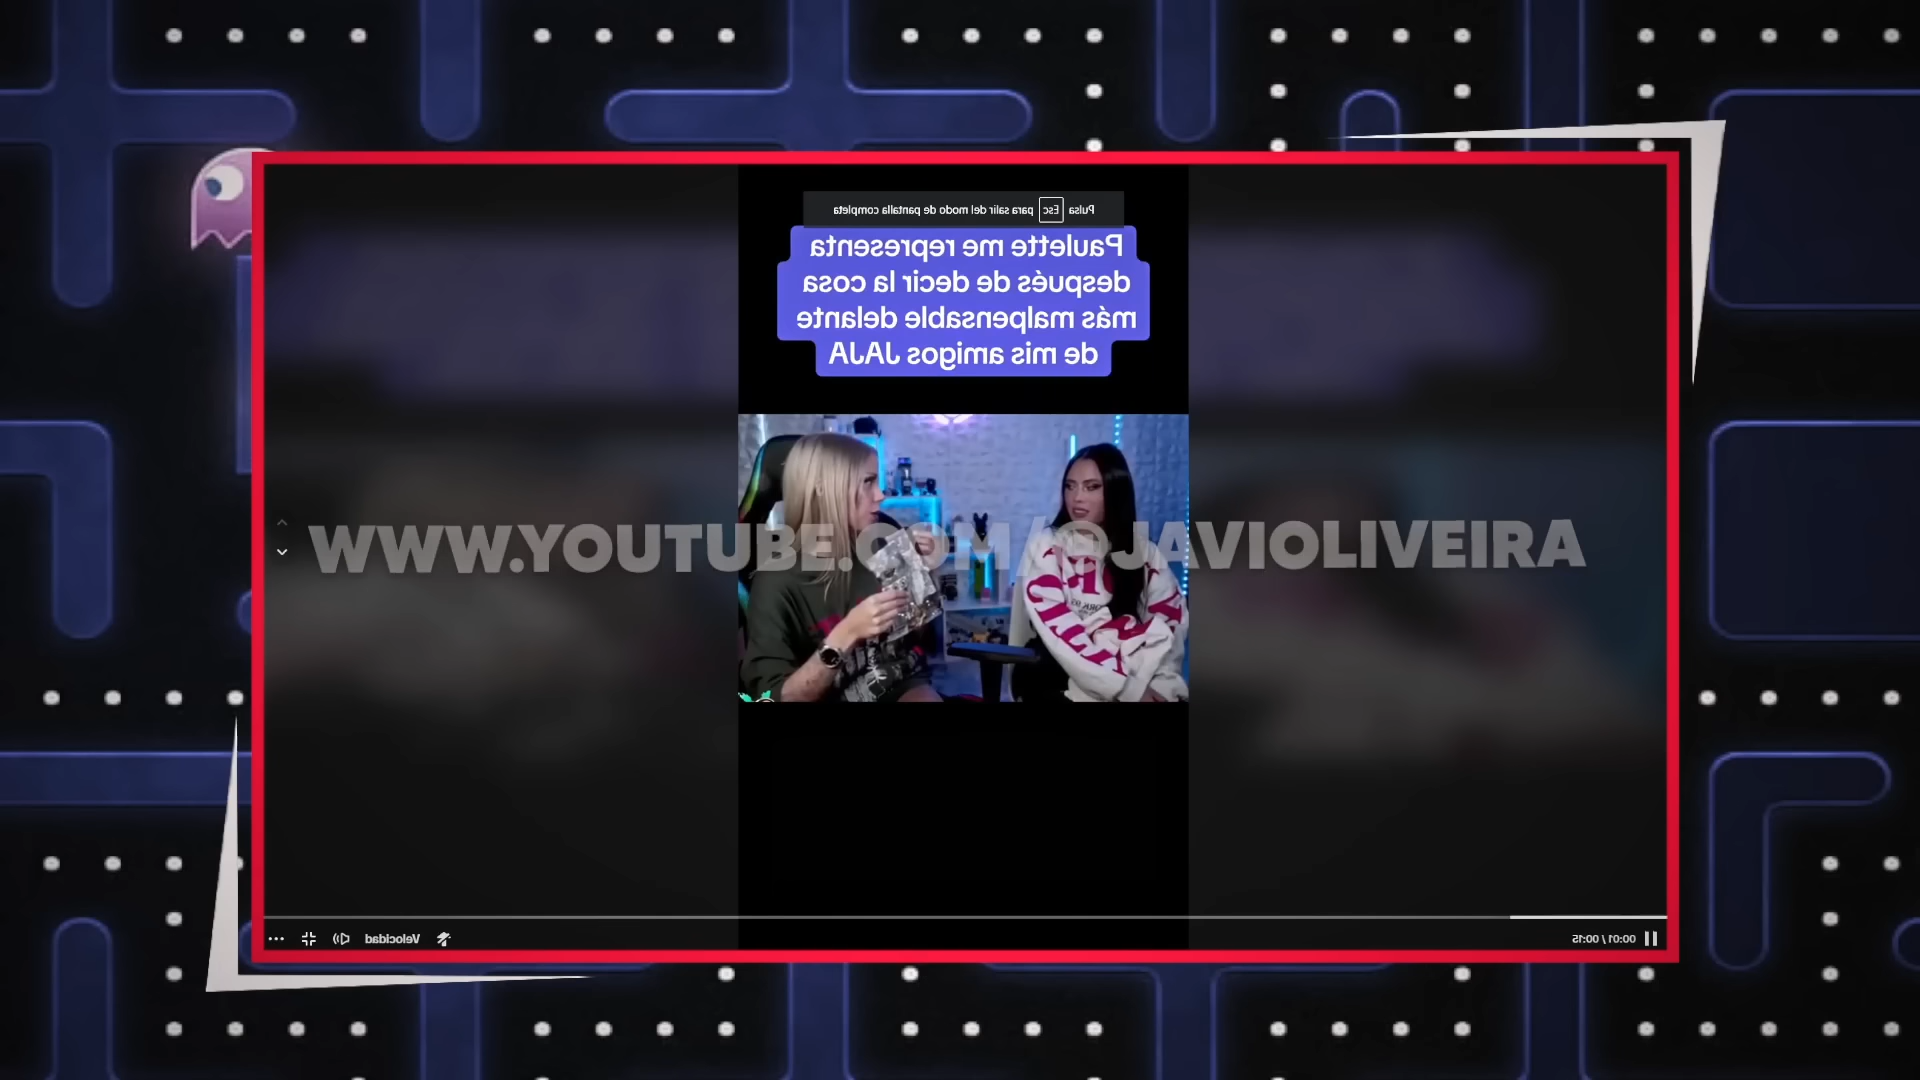 Pulsa Esc para salir del modo de pantalla completa
Paulette me representa
después de decir la cosa
más malpensable delante
de mis amigos JAJA
WWW.YOUTUBE.COM/@JAVIOLIVEIRA
00:01 / 00:15
Velocidad